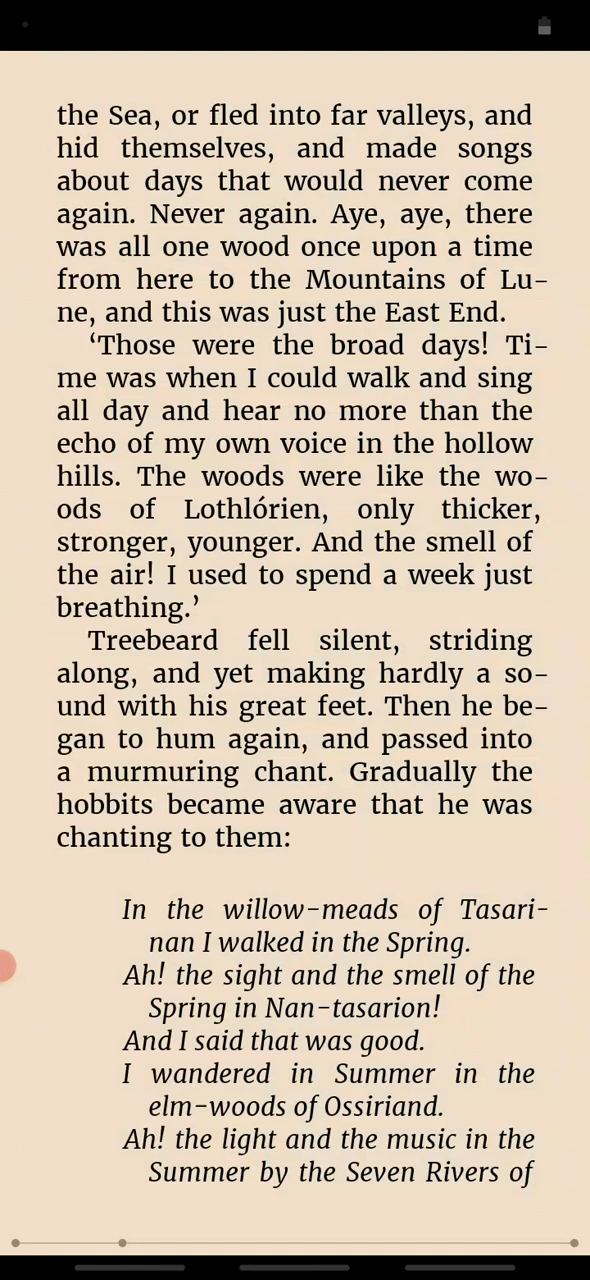 the Sea, or fled into far valleys, and
hid themselves, and made songs
about days that would never come
again. Never again. Aye, aye, there
was all one wood once upon a time
from here to the Mountains of Lu-
ne, and this was just the East End.
‘Those were the broad days! Ti-
me was when I could walk and sing
all day and hear no more than the
echo of my own voice in the hollow
hills. The woods were like the wo-
ods of Lothlórien, only thicker,
stronger, younger. And the smell of
the air! I used to spend a week just
breathing.’
Treebeard fell silent, striding
along, and yet making hardly a so-
und with his great feet. Then he be-
gan to hum again, and passed into
a murmuring chant. Gradually the
hobbits became aware that he was
chanting to them:
In the willow-meads of Tasari-
nan I walked in the Spring.
Ah! the sight and the smell of the
Spring in Nan-tasarion!
And I said that was good.
I wandered in Summer in the
elm-woods of Ossiriand.
Ah! the light and the music in the
Summer by the Seven Rivers of